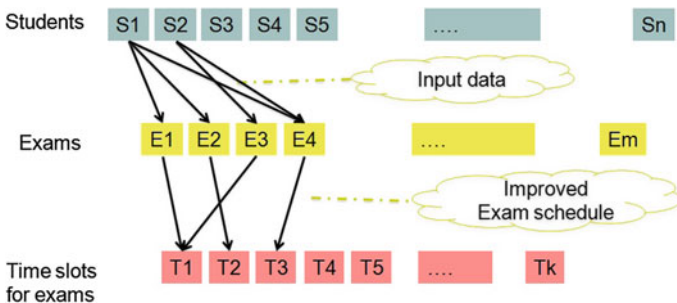 Students S1 S2 S3 S4 S5 .... Sn
Input data
Exams E1 E2 E3 E4 .... Em
Improved
Exam schedule
Time slots
for exams
T1 T2 T3 T4 T5 .... Tk